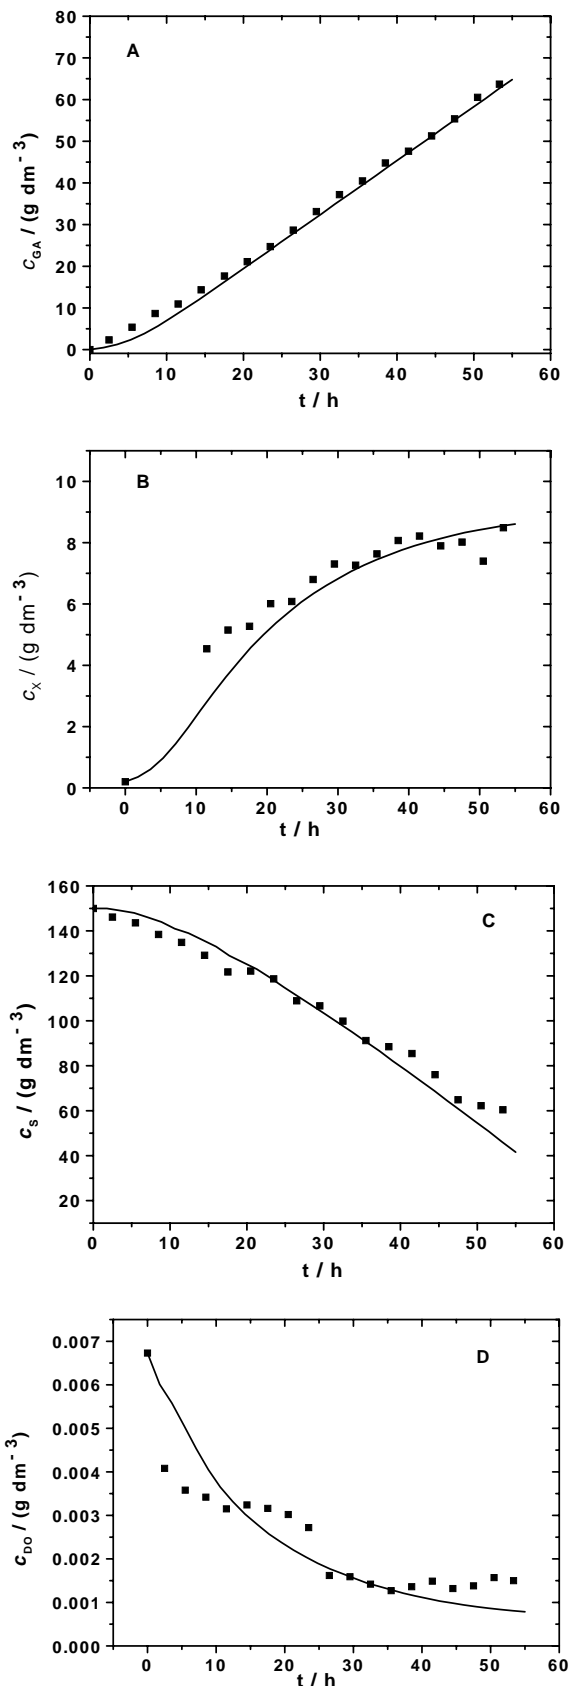 80
A
70
60
50
40
30
20
10
0
c_GA / (g dm⁻³)
0 10 20 30 40 50 60
t / h
B
10
8
6
4
2
0
c_X / (g dm⁻³)
0 10 20 30 40 50 60
t / h
160
C
140
120
100
80
60
40
20
c_S / (g dm⁻³)
0 10 20 30 40 50 60
t / h
0.007
D
0.006
0.005
0.004
0.003
0.002
0.001
0.000
c_DO / (g dm⁻³)
0 10 20 30 40 50 60
t / h